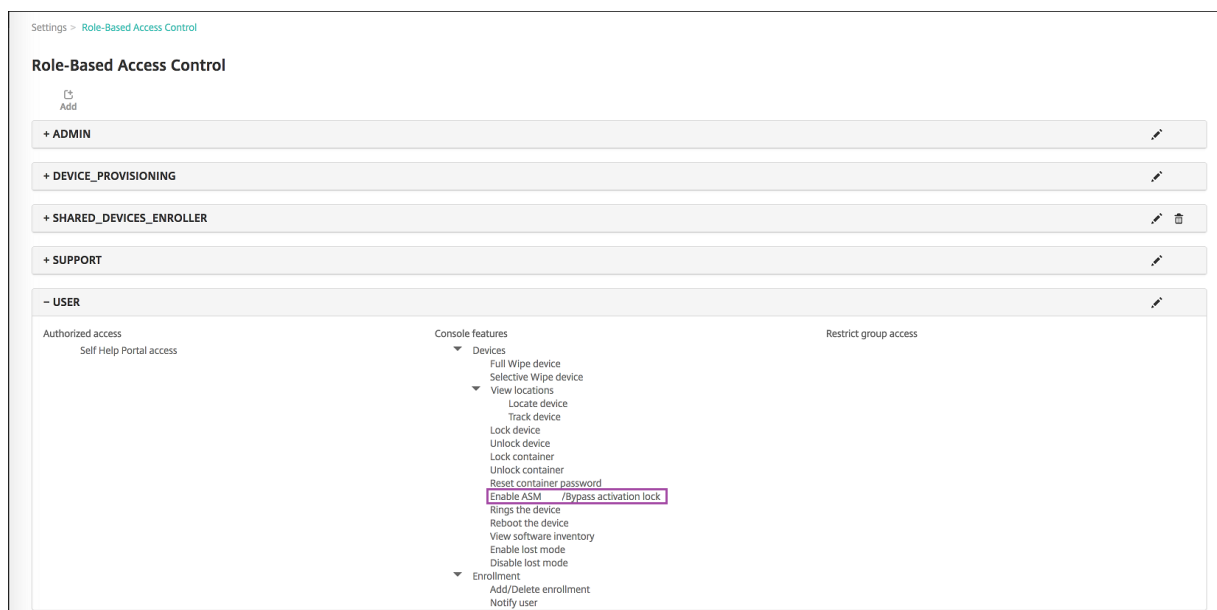 Settings > Role-Based Access Control
Role-Based Access Control
Add
+ ADMIN
+ DEVICE_PROVISIONING
+ SHARED_DEVICES_ENROLLER
+ SUPPORT
− USER
Authorized access
Self Help Portal access
Console features
Devices
Full Wipe device
Selective Wipe device
View locations
Locate device
Track device
Lock device
Unlock device
Lock container
Unlock container
Reset container password
Enable ASM /Bypass activation lock
Rings the device
Reboot the device
View software inventory
Enable lost mode
Disable lost mode
Enrollment
Add/Delete enrollment
Notify user
Restrict group access